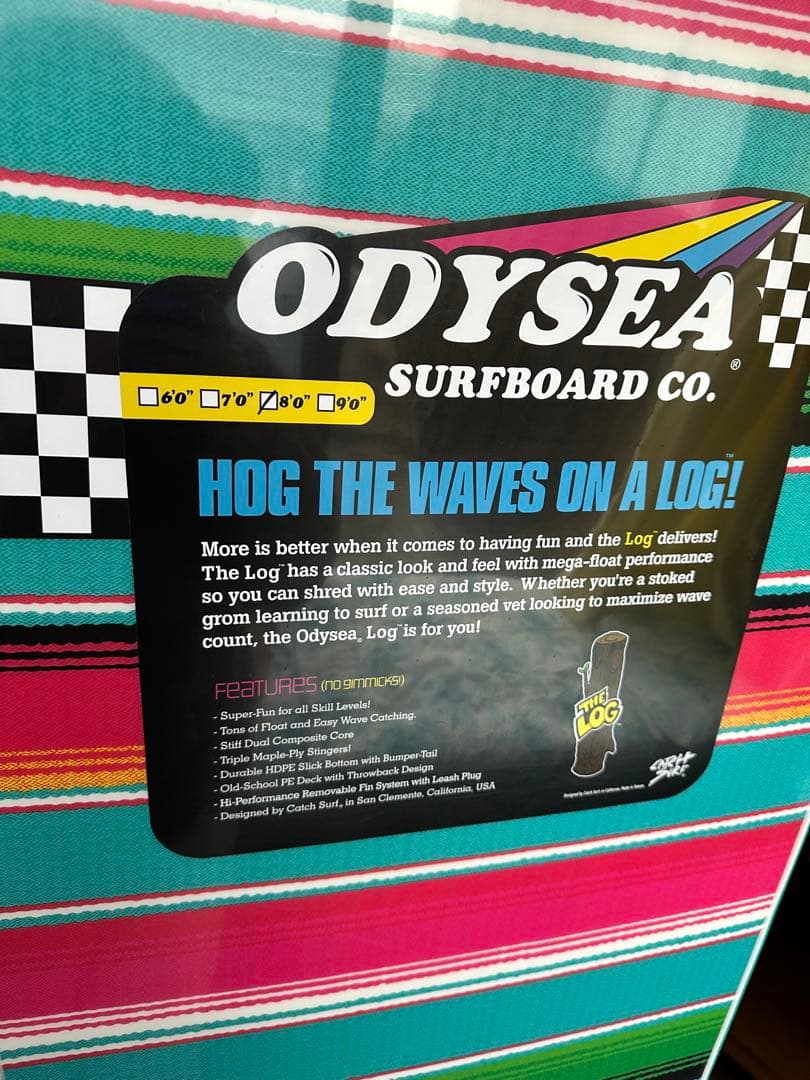 ODYSEA
SURFBOARD CO.®
6'0" 7'0" 8'0" 9'0"
HOG THE WAVES ON A LOG!™
More is better when it comes to having fun and the Log™ delivers!
The Log™ has a classic look and feel with mega-float performance
so you can shred with ease and style. Whether you're a stoked
grom learning to surf or a seasoned vet looking to maximize wave
count, the Odysea® Log™ is for you!
FEATURES (NO GIMMICKS!)
- Super-Fun for all Skill Levels!
- Tons of Float and Easy Wave Catching.
- Stiff Dual Composite Core
- Triple Maple-Ply Stingers!
- Durable HDPE Slick Bottom with Bumper-Tail
- Old-School PE Deck with Throwback Design
- Hi-Performance Removable Fin System with Leash Plug
- Designed by Catch Surf® in San Clemente, California, USA
THE
LOG
CATCH
SURF